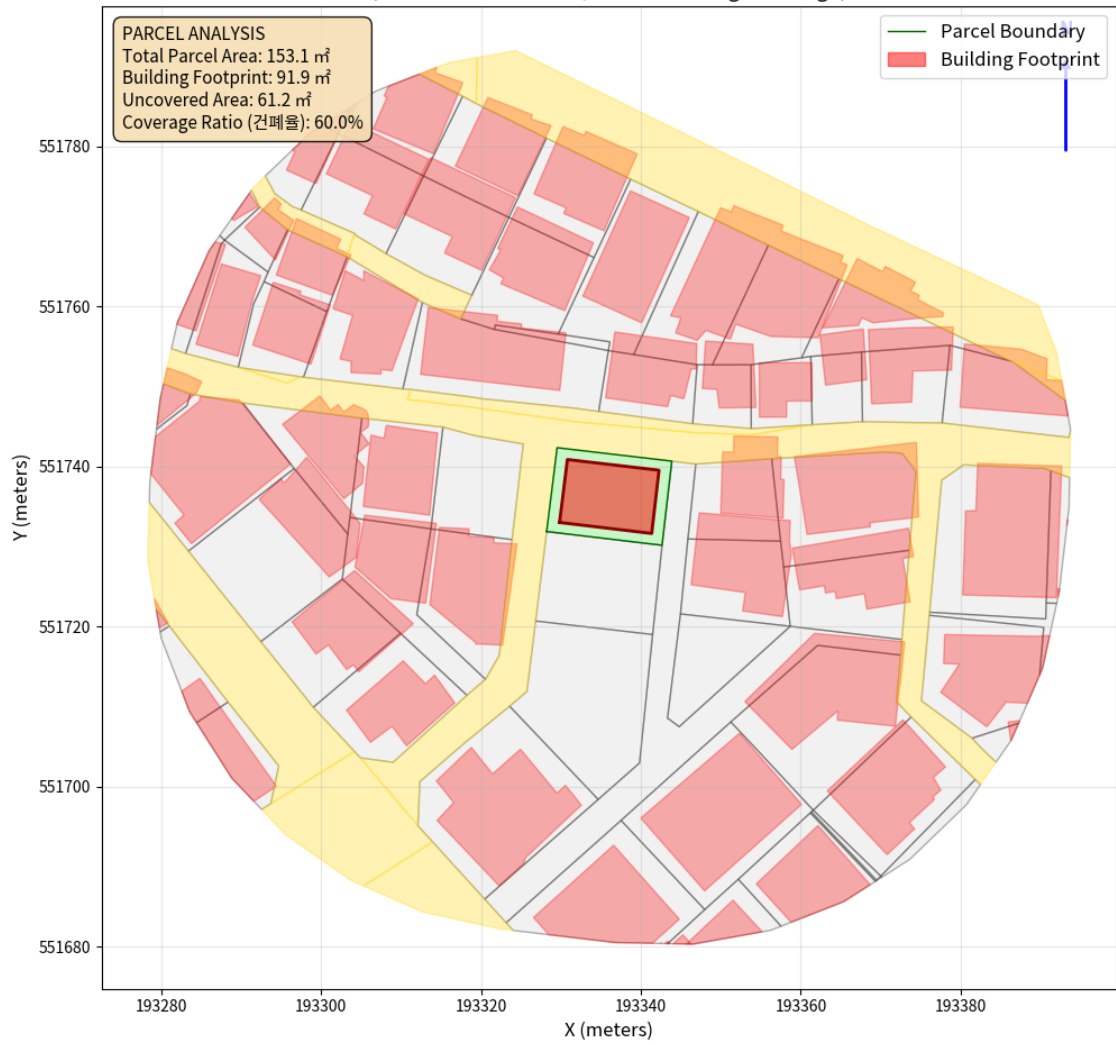 PARCEL ANALYSIS
Total Parcel Area: 153.1 ㎡
Building Footprint: 91.9 ㎡
Uncovered Area: 61.2 ㎡
Coverage Ratio (건폐율): 60.0%
Parcel Boundary
Building Footprint
N
551780
551760
551740
551720
551700
551680
Y (meters)
193280
193300
193320
193340
193360
193380
X (meters)